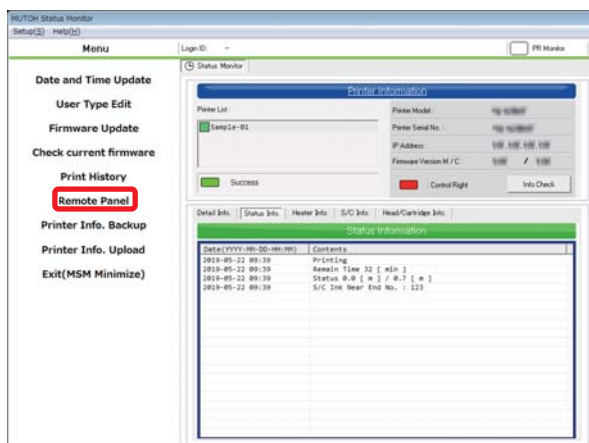 MUTOH Status Monitor
Setup(S) Help(H)
Menu
Login ID: -
PR Monitor
Status Monitor
Date and Time Update
User Type Edit
Firmware Update
Check current firmware
Print History
Remote Panel
Printer Info. Backup
Printer Info. Upload
Exit(MSM Minimize)
Printer Information
Printer List :
Sample-01
Success
Printer Model :
Printer Serial No. :
IP Address :
Firmware Version M / C :
/
Control Right
Info Check
Detail Info. Status Info. Heater Info. S/C Info. Head/Cartridge Info.
Status Information
Date(YYYY-MM-DD-HH:MM) Contents
2019-05-22 09:39 Printing
2019-05-22 09:39 Remain Time 32 [ min ]
2019-05-22 09:39 Status 0.0 [ m ] / 0.7 [ m ]
2019-05-22 09:39 S/C Ink Near End No. : 123